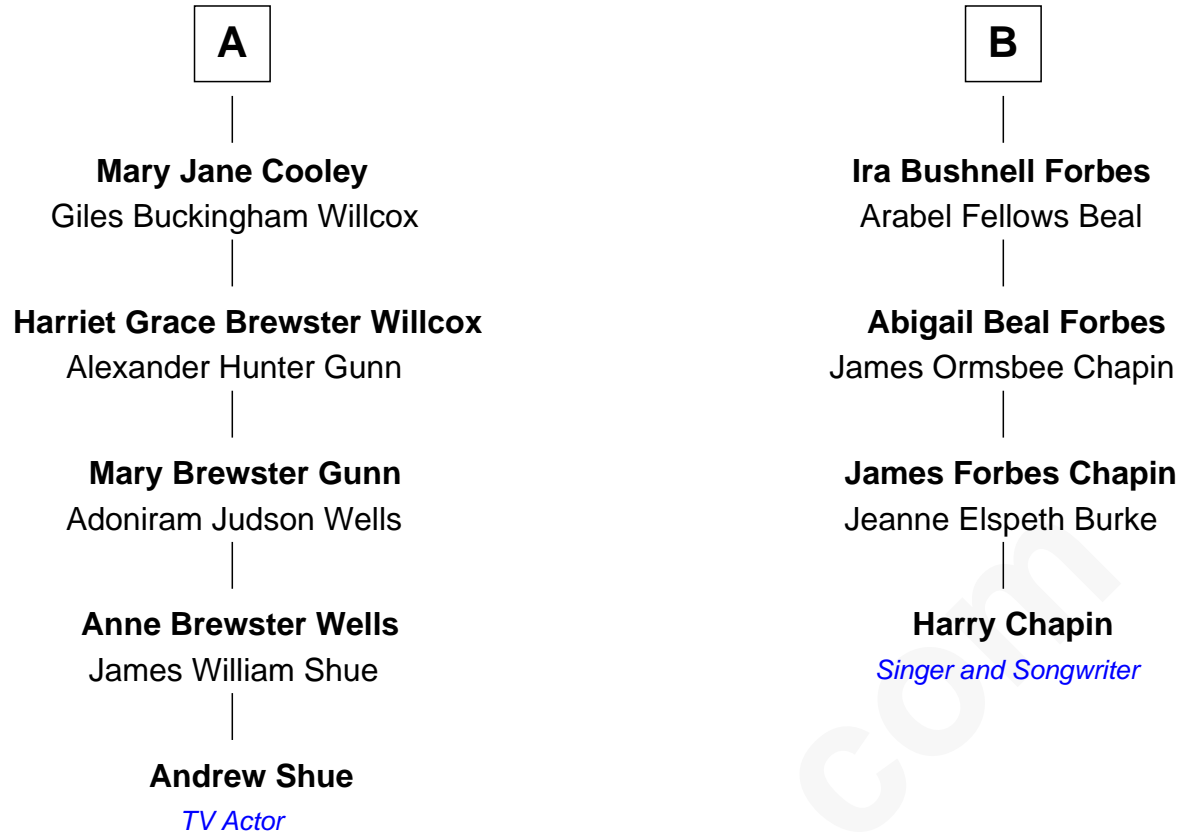 A
Mary Jane Cooley
Giles Buckingham Willcox
Harriet Grace Brewster Willcox
Alexander Hunter Gunn
Mary Brewster Gunn
Adoniram Judson Wells
Anne Brewster Wells
James William Shue
Andrew Shue
TV Actor
B
Ira Bushnell Forbes
Arabel Fellows Beal
Abigail Beal Forbes
James Ormsbee Chapin
James Forbes Chapin
Jeanne Elspeth Burke
Harry Chapin
Singer and Songwriter
com